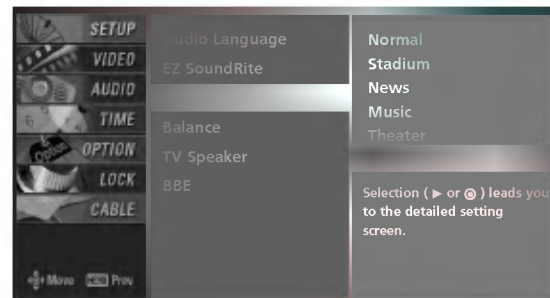 SETUP
VIDEO
AUDIO
TIME
OPTION
LOCK
CABLE
Move Prev
Audio Language
EZ SoundRite
Balance
TV Speaker
BBE
Normal
Stadium
News
Music
Theater
Selection ( ▶ or ◎ ) leads you
to the detailed setting
screen.